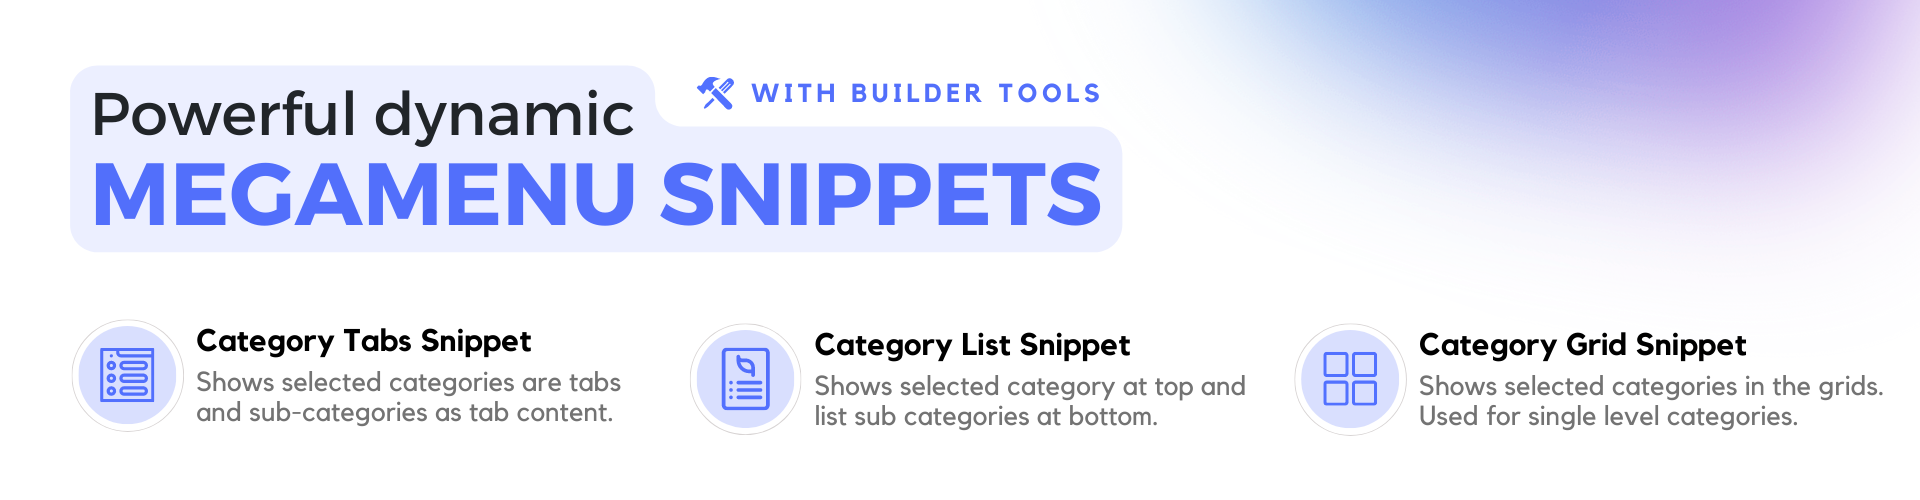 Powerful dynamic
WITH BUILDER TOOLS
MEGAMENU SNIPPETS
Category Tabs Snippet
Shows selected categories are tabs
and sub-categories as tab content.
Category List Snippet
Shows selected category at top and
list sub categories at bottom.
Category Grid Snippet
Shows selected categories in the grids.
Used for single level categories.